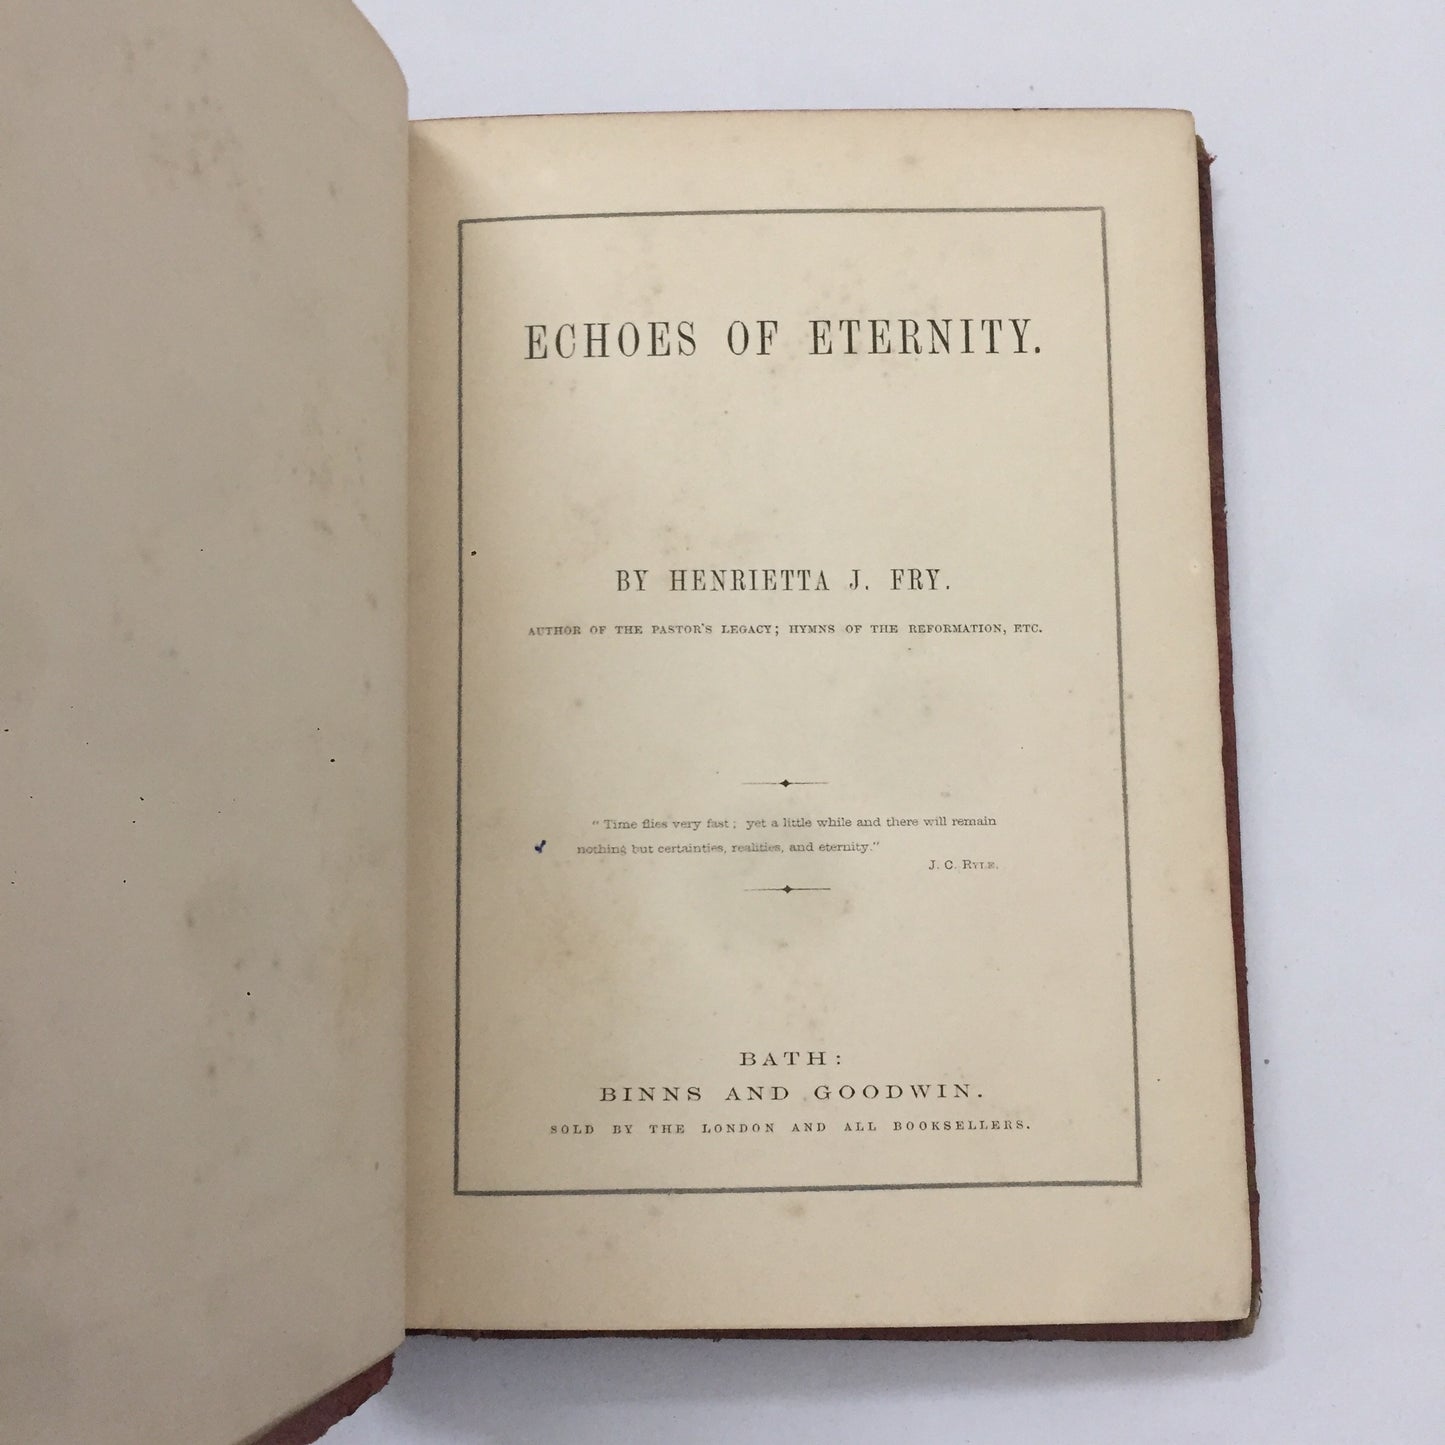 ECHOES OF ETERNITY.
BY HENRIETTA J. FRY.
AUTHOR OF THE PASTOR'S LEGACY; HYMNS OF THE REFORMATION, ETC.
"Time flies very fast; yet a little while and there will remain
nothing but certainties, realities, and eternity."
J. C. RYLE.
BATH:
BINNS AND GOODWIN.
SOLD BY THE LONDON AND ALL BOOKSELLERS.